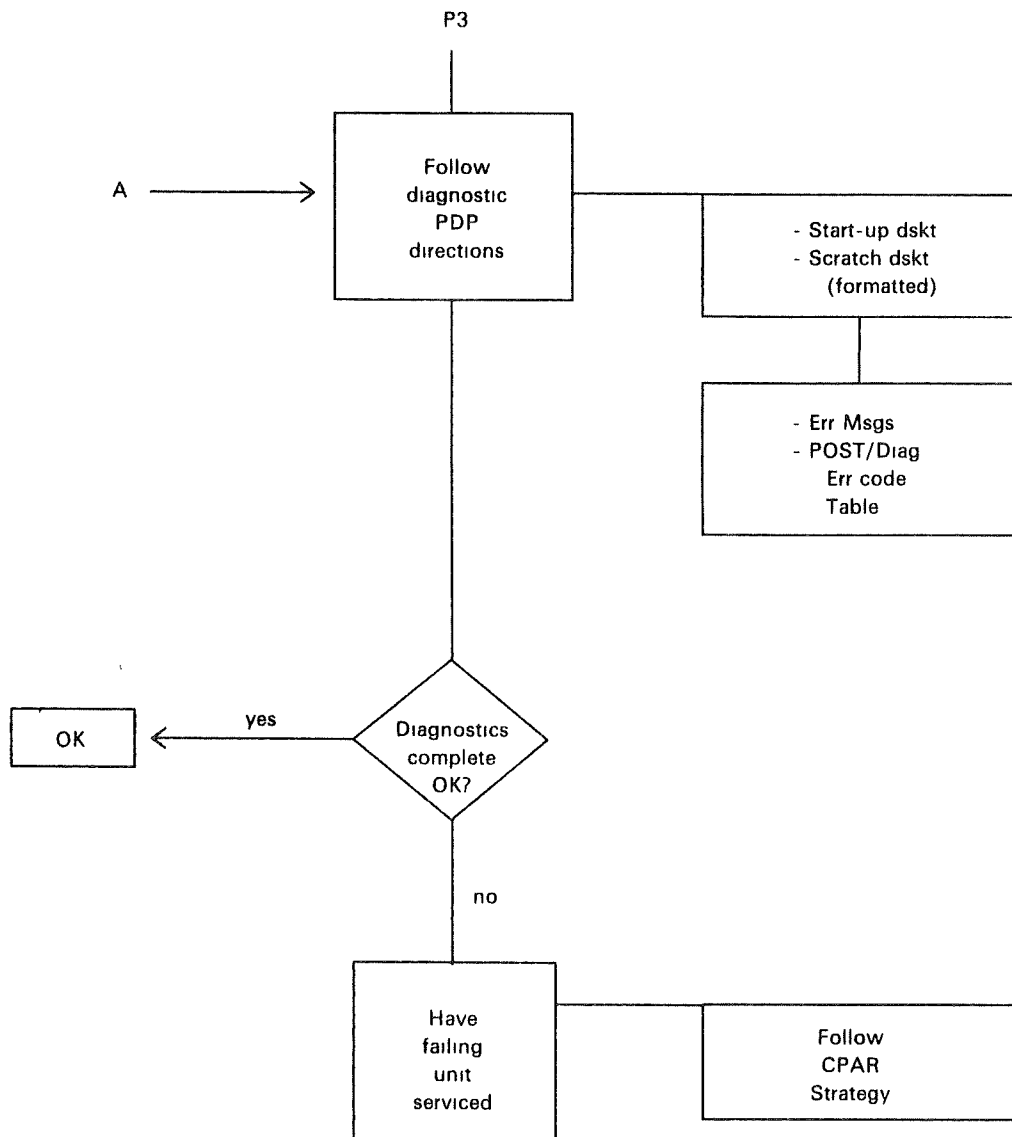 P3
A
Follow
diagnostic
PDP
directions
- Start-up dskt
- Scratch dskt
(formatted)
- Err Msgs
- POST/Diag
Err code
Table
OK
yes
Diagnostics
complete
OK?
no
Have
failing
unit
serviced
Follow
CPAR
Strategy